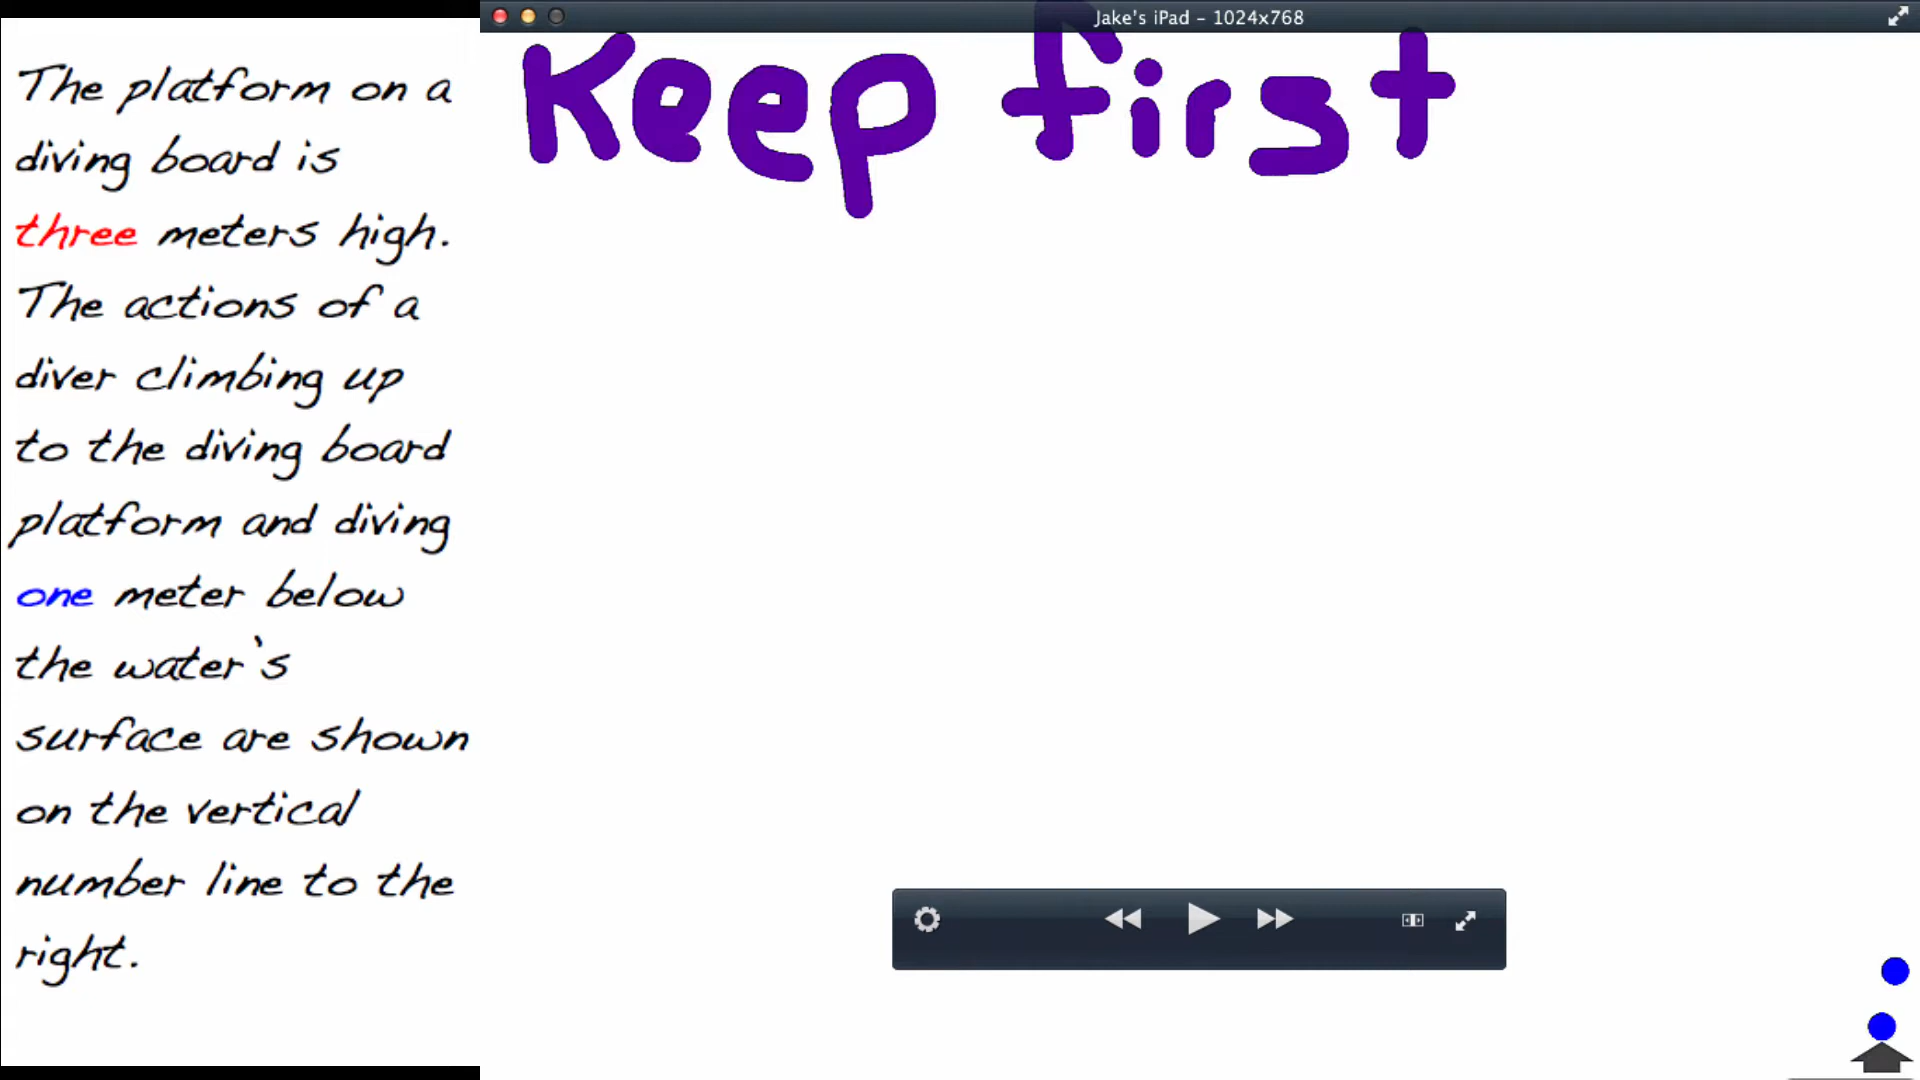 The platform on a
diving board is
three meters high.
The actions of a
diver climbing up
to the diving board
platform and diving
one meter below
the water's
surface are shown
on the vertical
number line to the
right.
Jake's iPad - 1024x768
Keep first